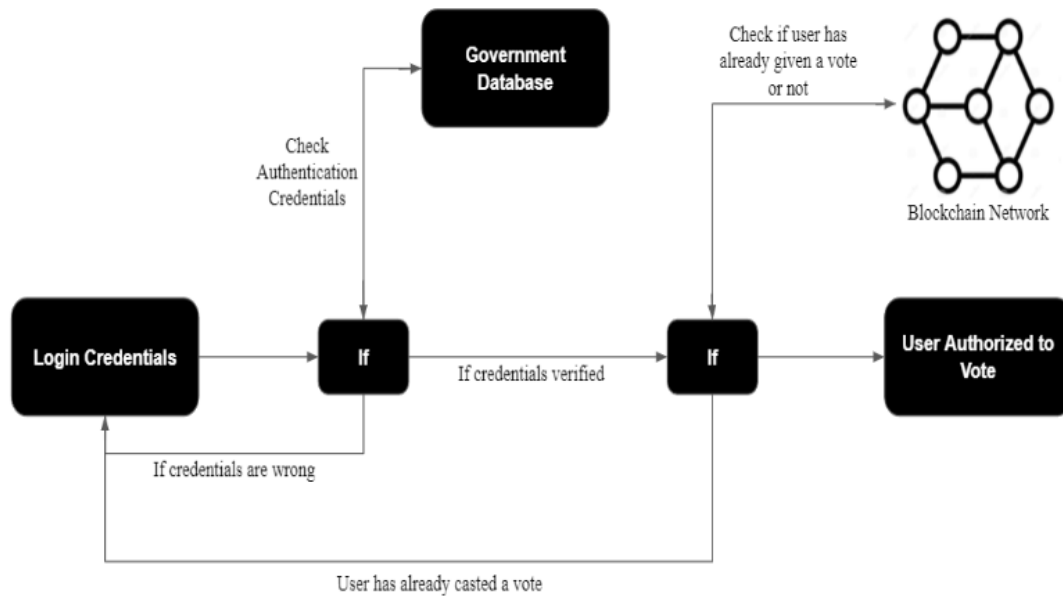 Government
Database
Check if user has
already given a vote
or not
Check
Authentication
Credentials
Blockchain Network
Login Credentials
If
If credentials verified
If
User Authorized to
Vote
If credentials are wrong
User has already casted a vote